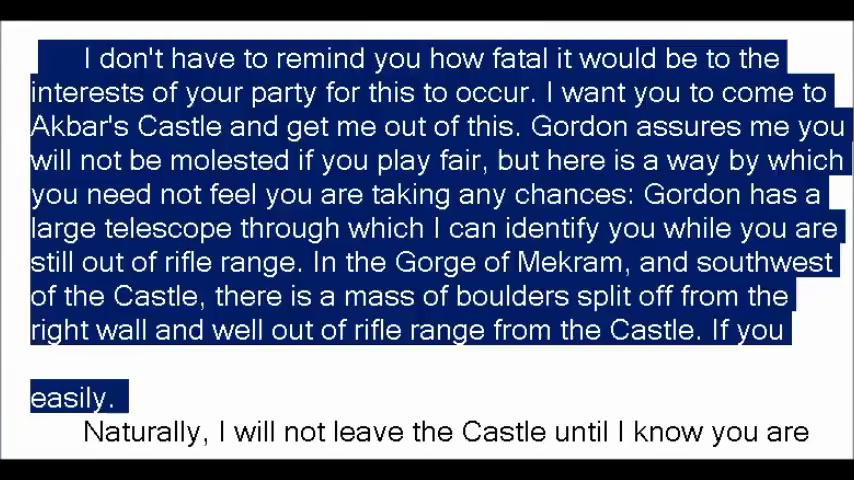 I don't have to remind you how fatal it would be to the
interests of your party for this to occur. I want you to come to
Akbar's Castle and get me out of this. Gordon assures me you
will not be molested if you play fair, but here is a way by which
you need not feel you are taking any chances: Gordon has a
large telescope through which I can identify you while you are
still out of rifle range. In the Gorge of Mekram, and southwest
of the Castle, there is a mass of boulders split off from the
right wall and well out of rifle range from the Castle. If you
easily.
Naturally, I will not leave the Castle until I know you are